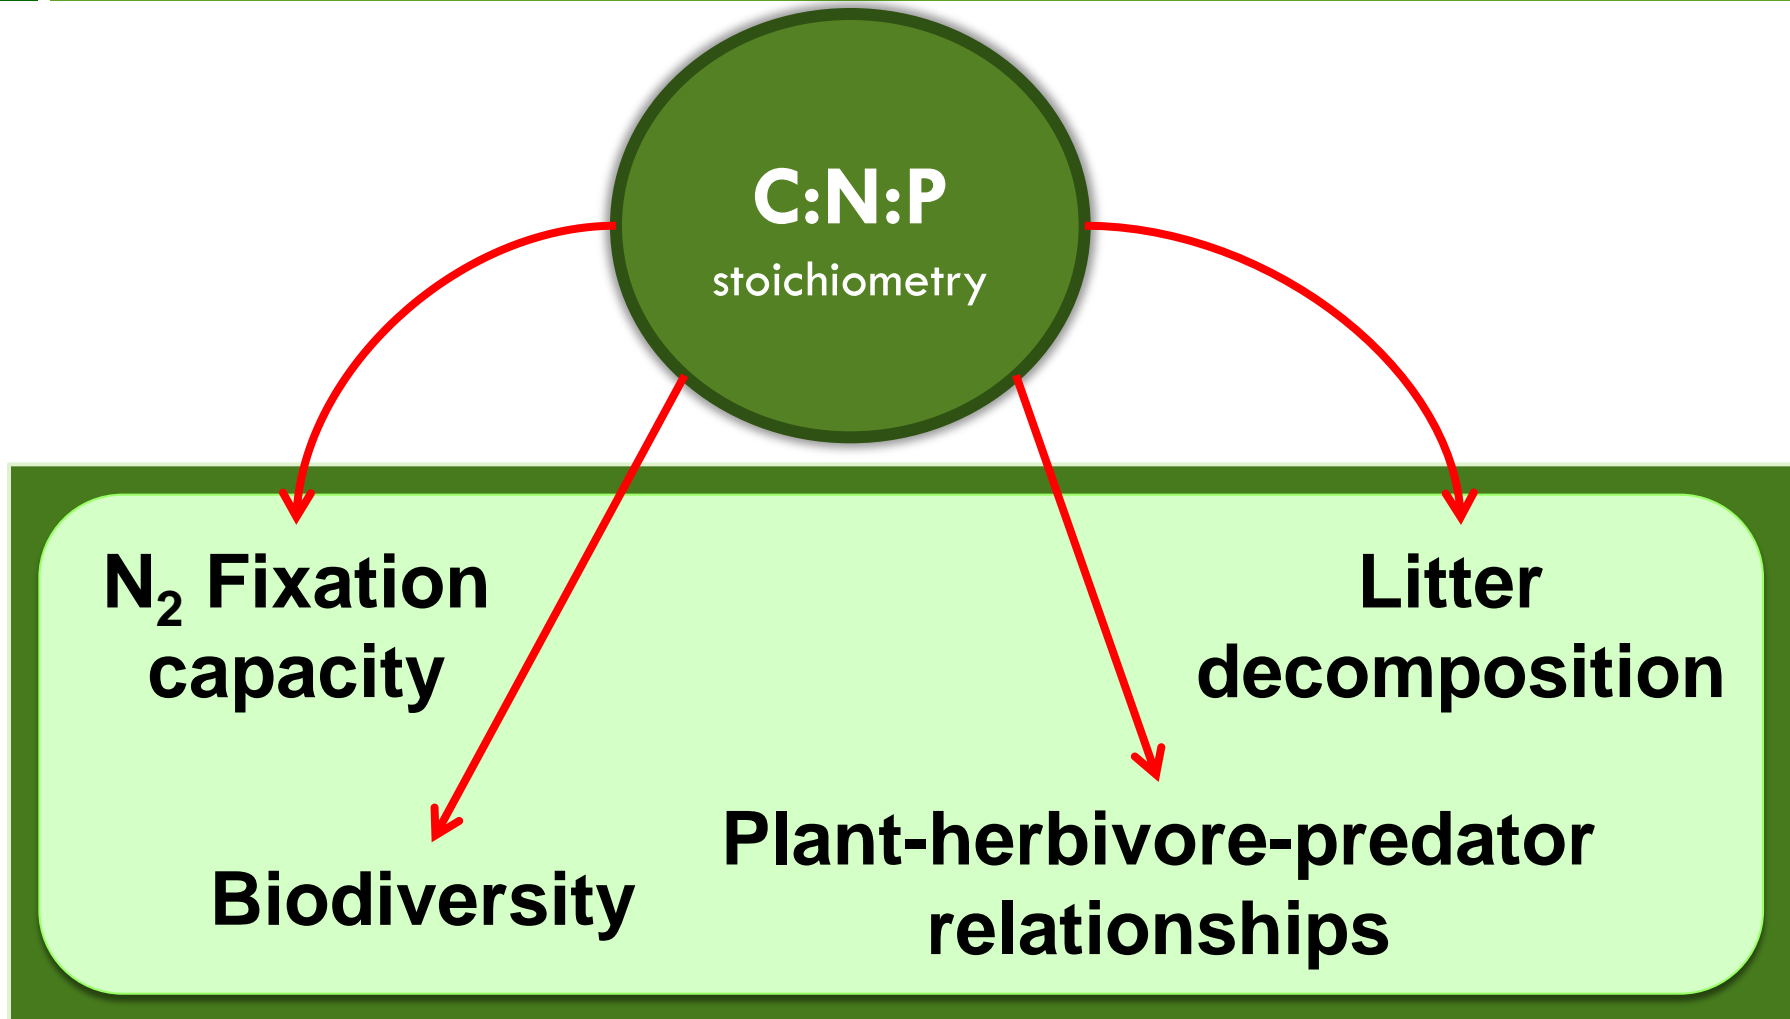 C:N:P
stoichiometry
N₂ Fixation
capacity
Litter
decomposition
Biodiversity
Plant-herbivore-predator
relationships